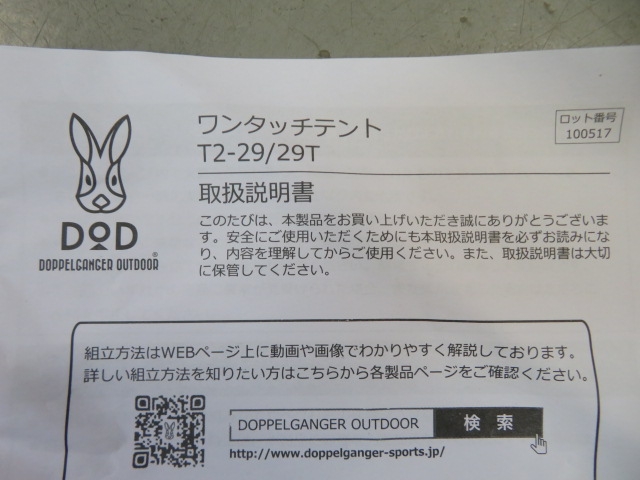 ワンタッチテント
T2-29/29T
ロット番号
100517
取扱説明書
このたびは、本製品をお買い上げいただき誠にありがとうございま
す。安全にご使用いただくためにも本取扱説明書を必ずお読みにな
り、内容を理解してからご使用ください。また、取扱説明書は大切
に保管してください。
DOD
DOPPELGANGER OUTDOOR®
組立方法はWEBページ上に動画や画像でわかりやすく解説しております。
詳しい組立方法を知りたい方はこちらから各製品ページをご確認ください。
DOPPELGANGER OUTDOOR 検索
http://www.doppelganger-sports.jp/